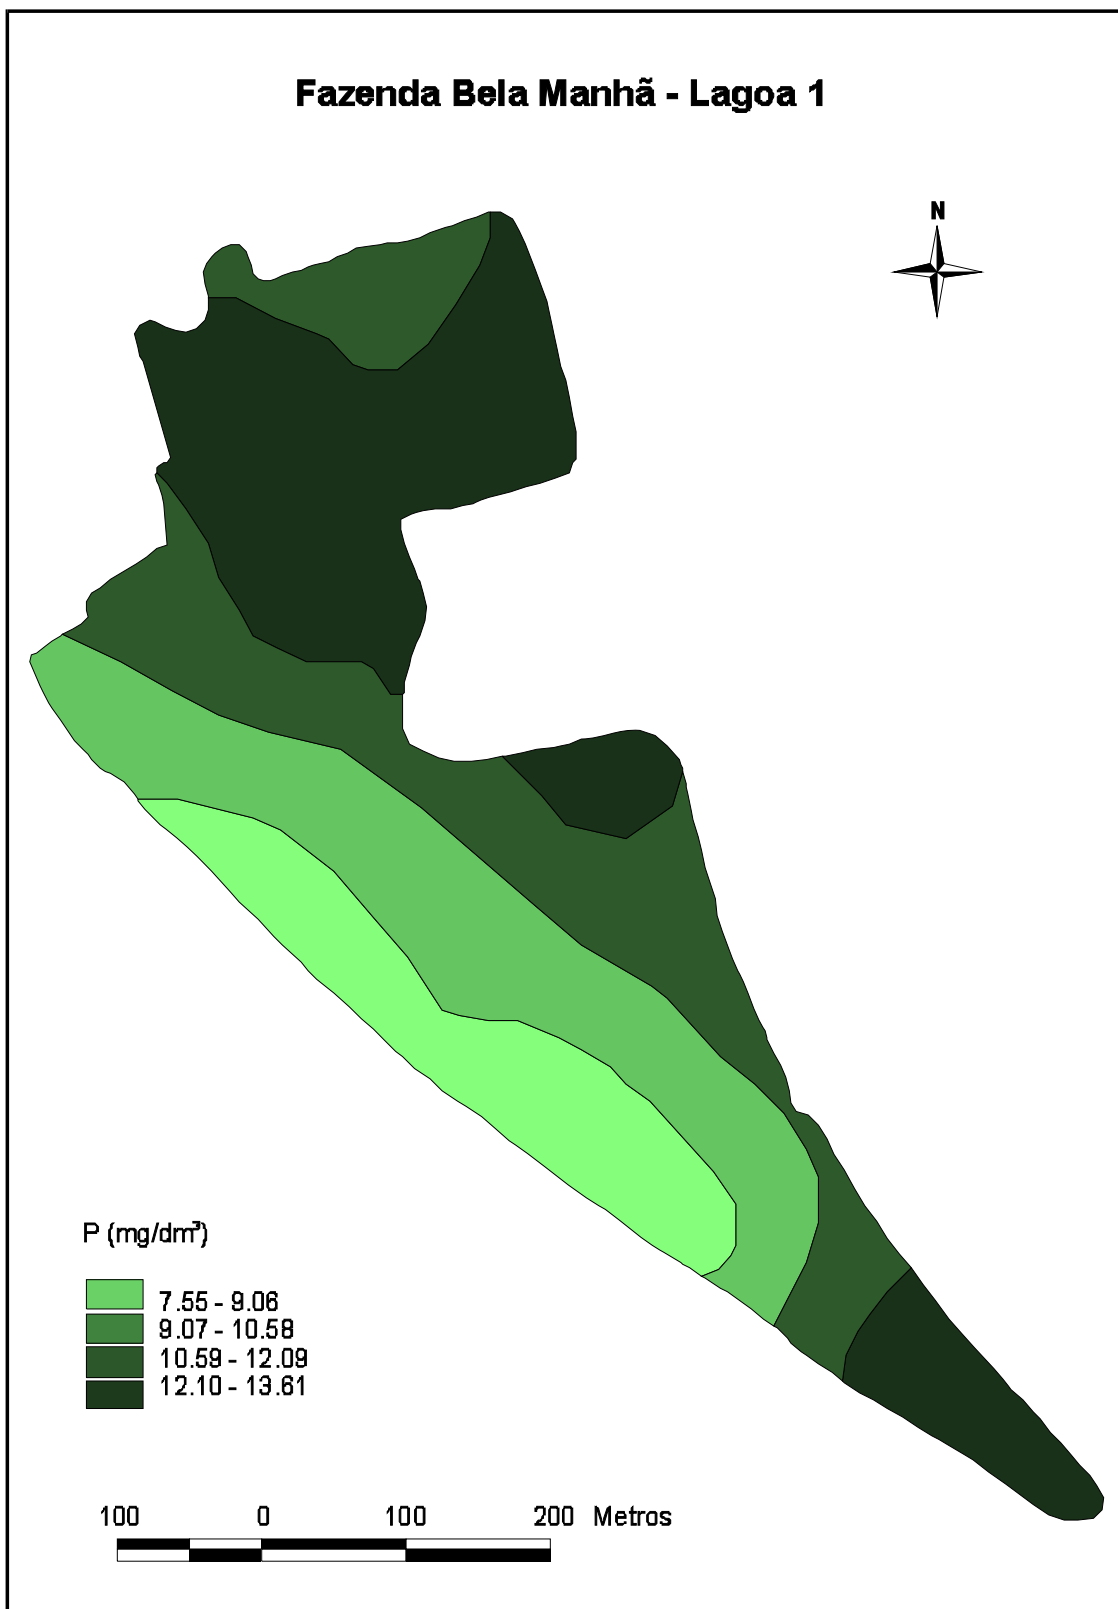 Fazenda Bela Manhã - Lagoa 1
N
P (mg/dm³)
7.55 - 9.06
9.07 - 10.58
10.59 - 12.09
12.10 - 13.61
100 0 100 200 Metros